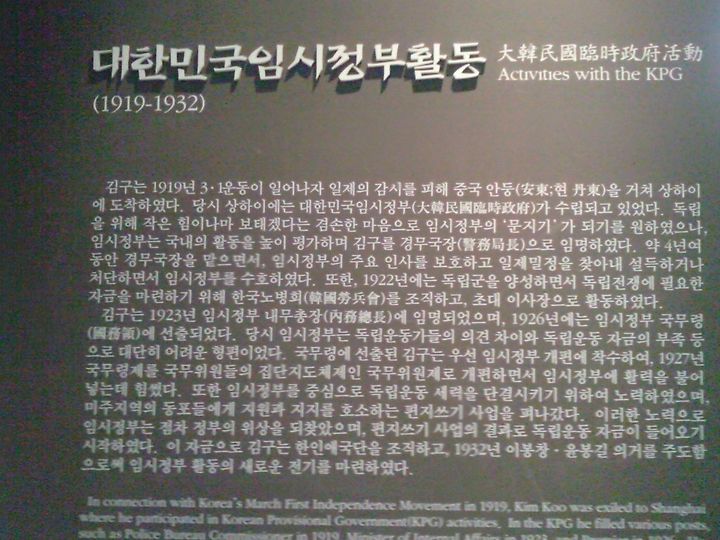 대한민국임시정부활동 大韓民國臨時政府活動
Activities with the KPG
(1919-1932)
김구는 1919년 3·1운동이 일어나자 일제의 감시를 피해 중국 안동(安東;현 丹東)을 거쳐 상하이
에 도착하였다. 당시 상하이에는 대한민국임시정부(大韓民國臨時政府)가 수립되고 있었다. 독립
을 위해 작은 힘이나마 보태겠다는 겸손한 마음으로 임시정부의 '문지기'가 되기를 원하였으나,
임시정부는 국내의 활동을 높이 평가하며 김구를 경무국장(警務局長)으로 임명하였다. 약 4년여
동안 경무국장을 맡으면서, 임시정부의 주요 인사를 보호하고 일제밀정을 찾아내 설득하거나
처단하면서 임시정부를 수호하였다. 또한, 1922년에는 독립군을 양성하면서 독립전쟁에 필요한
자금을 마련하기 위해 한국노병회(韓國勞兵會)를 조직하고, 초대 이사장으로 활동하였다.
김구는 1923년 임시정부 내무총장(內務總長)에 임명되었으며, 1926년에는 임시정부 국무령
(國務領)에 선출되었다. 당시 임시정부는 독립운동가들의 의견 차이와 독립운동 자금의 부족 등
으로 대단히 어려운 형편이었다. 국무령에 선출된 김구는 우선 임시정부 개편에 착수하여, 1927년
국무령제를 국무위원들의 집단지도체제인 국무위원제로 개편하면서 임시정부에 활력을 불어
넣는데 힘썼다. 또한 임시정부를 중심으로 독립운동 세력을 단결시키기 위하여 노력하였으며,
미주지역의 동포들에게 지원과 지지를 호소하는 편지쓰기 사업을 펴나갔다. 이러한 노력으로
임시정부는 점차 정부의 위상을 되찾았으며, 편지쓰기 사업의 결과로 독립운동 자금이 들어오기
시작하였다. 이 자금으로 김구는 한인애국단을 조직하고, 1932년 이봉창·윤봉길 의거를 주도함
으로써 임시정부 활동의 새로운 전기를 마련하였다.
In connection with Korea's March First Independence Movement in 1919, Kim Koo was exiled to Shanghai
where he participated in Korean Provisional Government(KPG) activities. In the KPG he filled various posts,
such as Police Bureau Commissioner in 1919, Minister of Internal Affairs in 1923, and Premier in 1926.